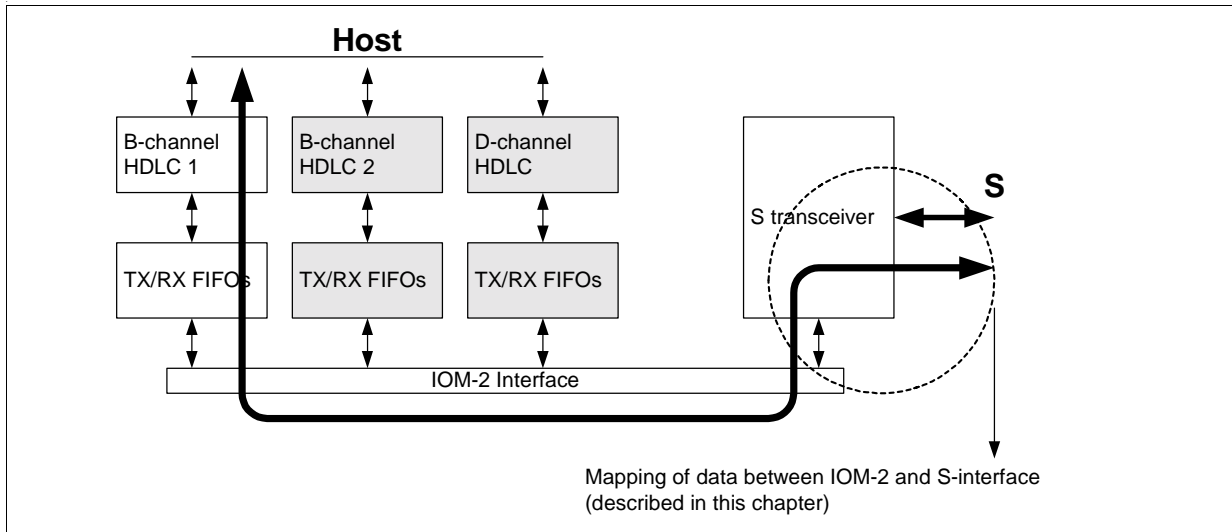 Host
B-channel
HDLC 1
B-channel
HDLC 2
D-channel
HDLC
S
S transceiver
TX/RX FIFOs
TX/RX FIFOs
TX/RX FIFOs
IOM-2 Interface
Mapping of data between IOM-2 and S-interface
(described in this chapter)